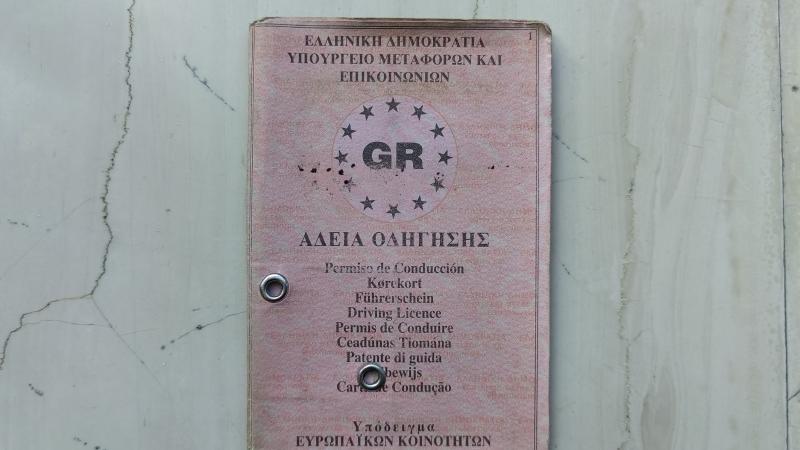 1
ΕΛΛΗΝΙΚΗ ΔΗΜΟΚΡΑΤΙΑ
ΥΠΟΥΡΓΕΙΟ ΜΕΤΑΦΟΡΩΝ ΚΑΙ
ΕΠΙΚΟΙΝΩΝΙΩΝ
GR
ΑΔΕΙΑ ΟΔΗΓΗΣΗΣ
Permiso de Conducción
Kørekort
Führerschein
Driving Licence
Permis de Conduire
Ceadúnas Tiomána
Patente di guida
de Condução
Υπόδειγμα
ΕΥΡΩΠΑΪΚΩΝ ΚΟΙΝΟΤΗΤΩΝ